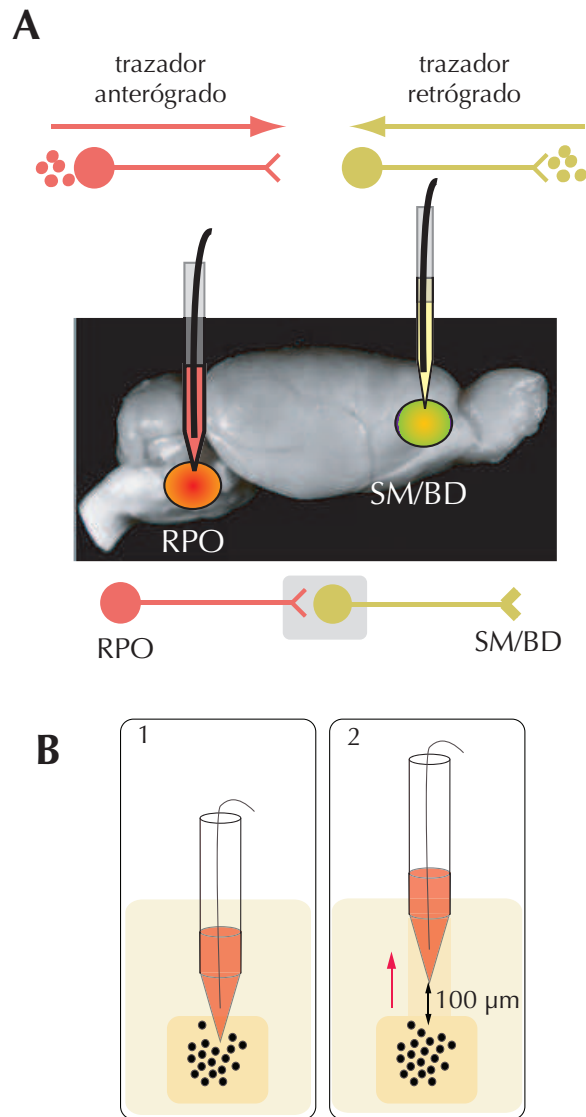 A
trazador
anterógrado
trazador
retrógrado
RPO
SM/BD
RPO
SM/BD
B
1
2
100 µm